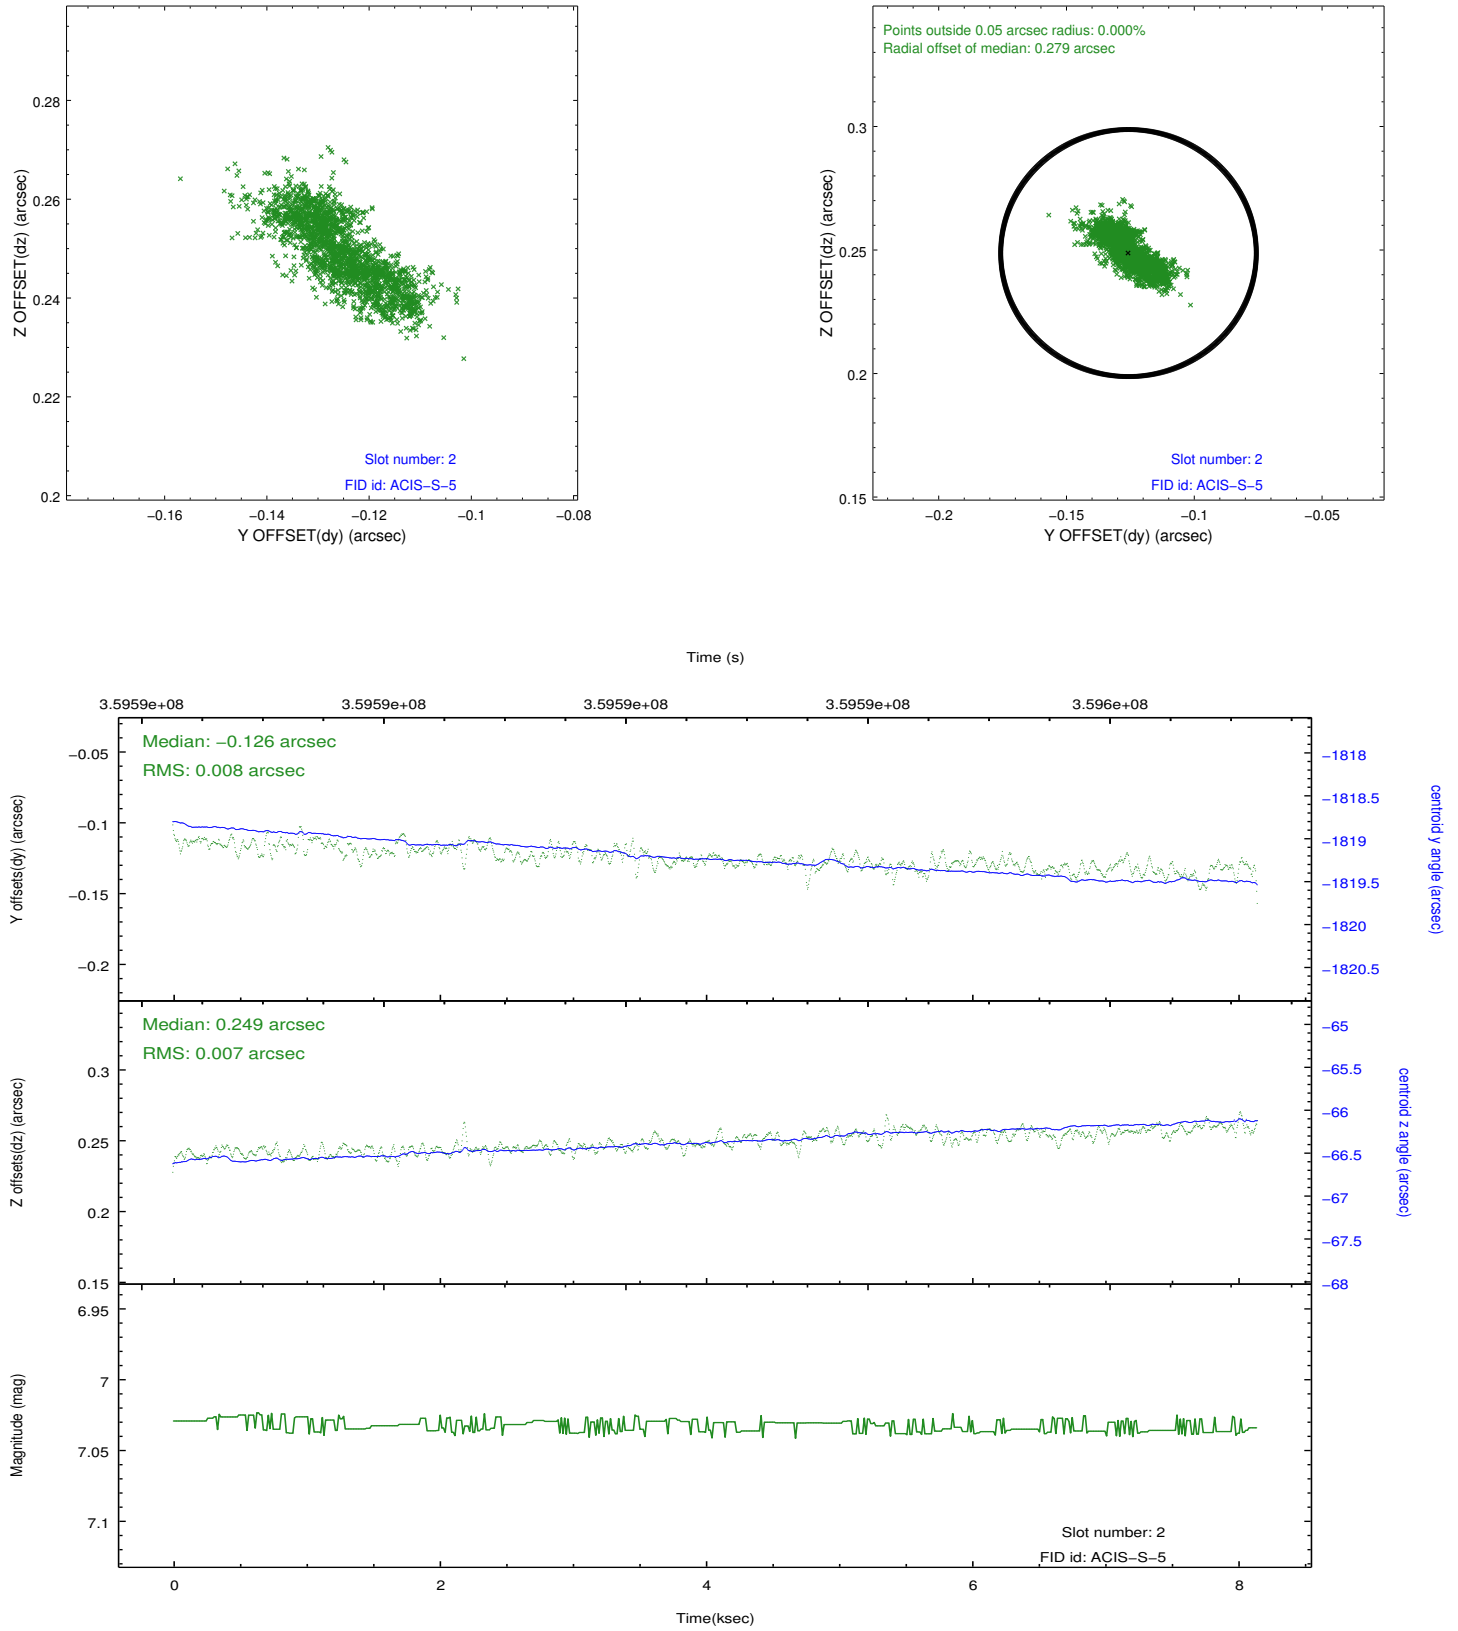 0.28
0.26
0.24
0.22
0.2
Z OFFSET(dz) (arcsec)
−0.16
−0.14
−0.12
−0.1
−0.08
Y OFFSET(dy) (arcsec)
Slot number: 2
FID id: ACIS−S−5
Points outside 0.05 arcsec radius: 0.000%
Radial offset of median: 0.279 arcsec
0.3
0.25
0.2
0.15
Z OFFSET(dz) (arcsec)
−0.2
−0.15
−0.1
−0.05
Y OFFSET(dy) (arcsec)
Slot number: 2
FID id: ACIS−S−5
Time (s)
3.5959e+08
3.5959e+08
3.5959e+08
3.5959e+08
3.596e+08
Median: −0.126 arcsec
RMS: 0.008 arcsec
−0.05
−0.1
−0.15
−0.2
Y offsets(dy) (arcsec)
−1818
−1818.5
−1819
−1819.5
−1820
−1820.5
centroid y angle (arcsec)
Median: 0.249 arcsec
RMS: 0.007 arcsec
0.3
0.25
0.2
0.15
Z offsets(dz) (arcsec)
−65
−65.5
−66
−66.5
−67
−67.5
−68
centroid z angle (arcsec)
6.95
7
7.05
7.1
Magnitude (mag)
Slot number: 2
FID id: ACIS−S−5
0
2
4
6
8
Time(ksec)